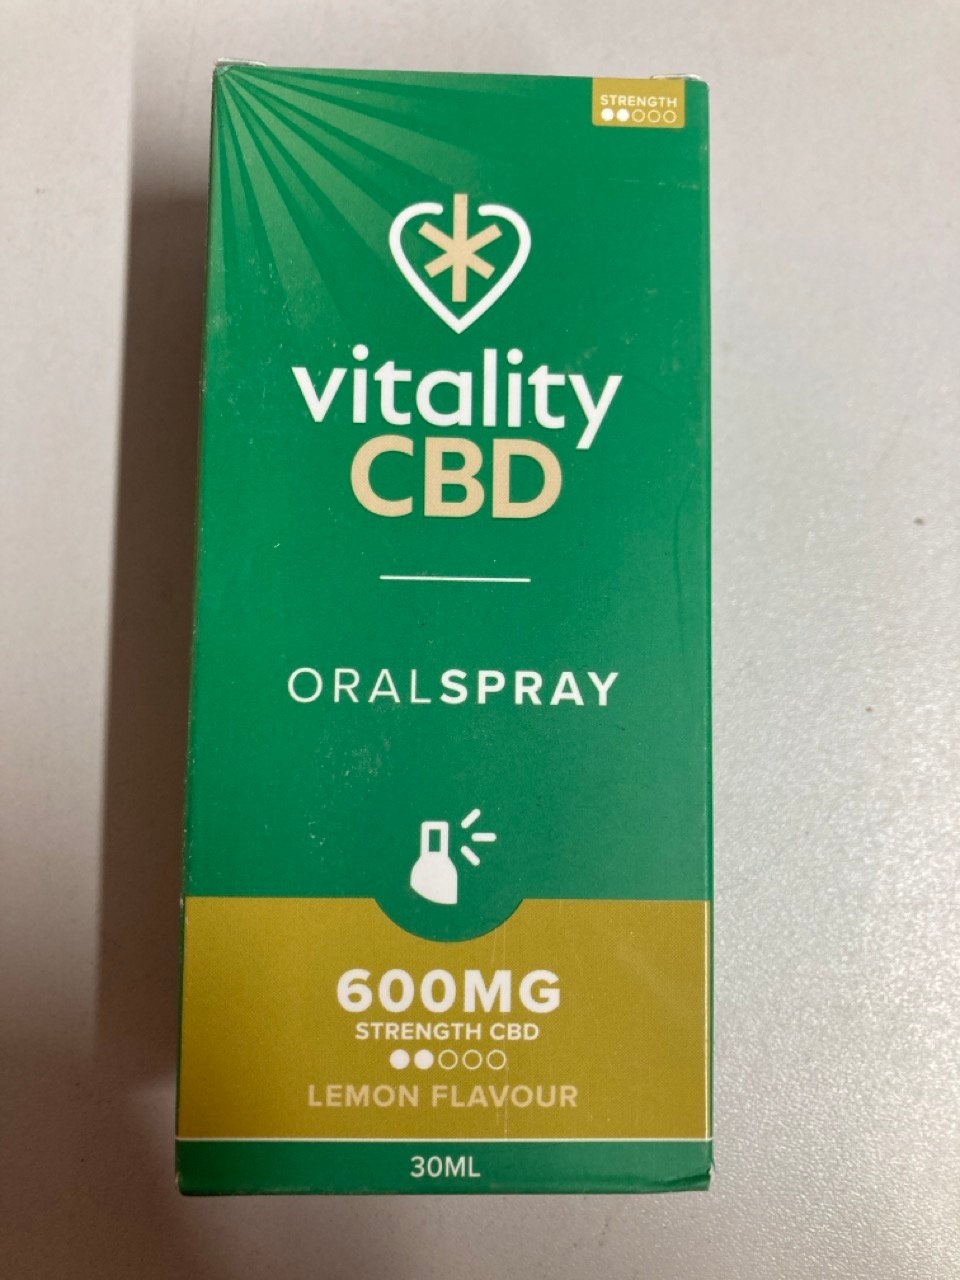 STRENGTH
vitality
CBD
ORALSPRAY
600MG
STRENGTH CBD
LEMON FLAVOUR
30ML